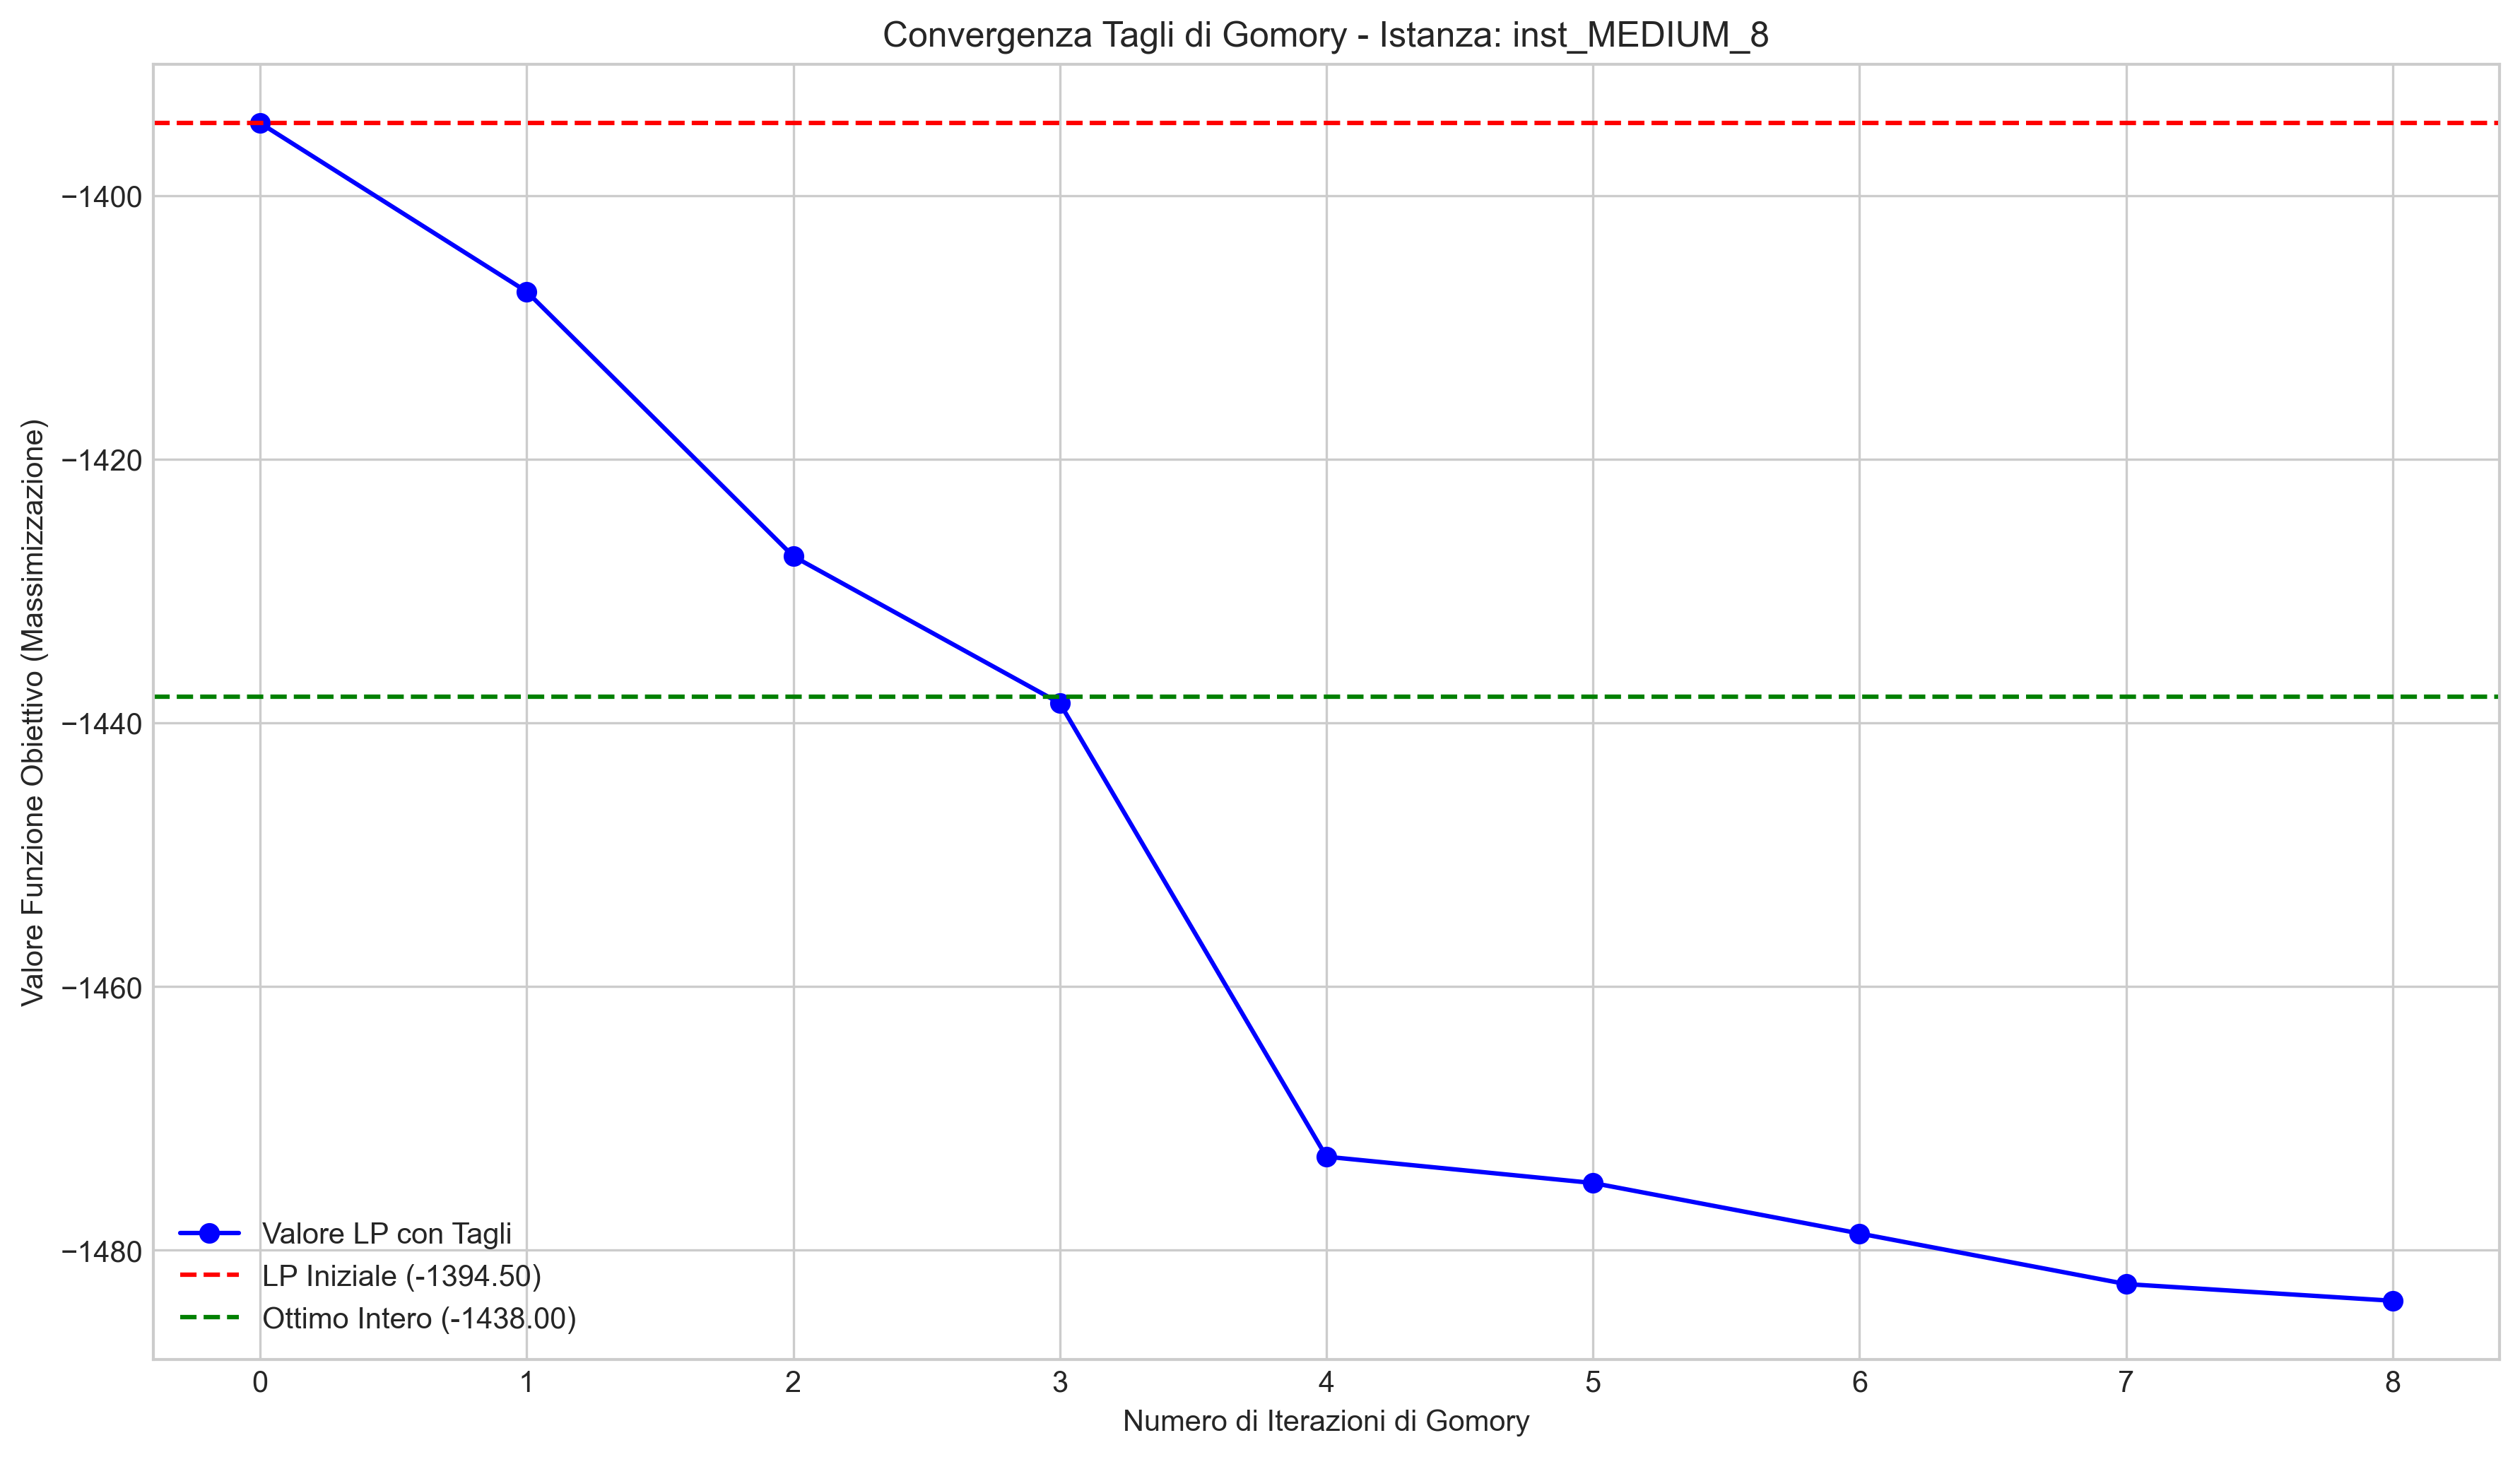 Convergenza Tagli di Gomory - Istanza: inst_MEDIUM_8
Valore Funzione Obiettivo (Massimizzazione)
−1400
−1420
−1440
−1460
−1480
Valore LP con Tagli
LP Iniziale (-1394.50)
Ottimo Intero (-1438.00)
0 1 2 3 4 5 6 7 8
Numero di Iterazioni di Gomory